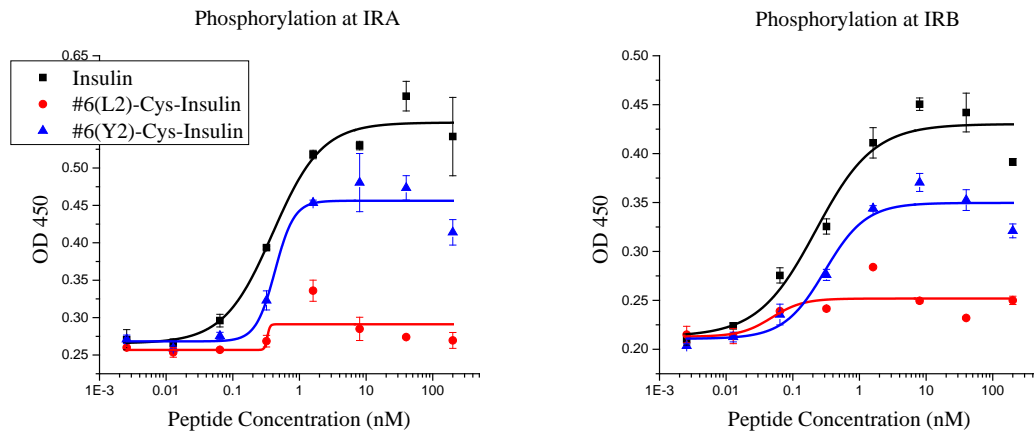 Phosphorylation at IRA
0.65
Insulin
#6(L2)-Cys-Insulin
#6(Y2)-Cys-Insulin
0.50
0.45
0.40
0.35
0.30
0.25
OD 450
1E-3 0.01 0.1 1 10 100
Peptide Concentration (nM)
Phosphorylation at IRB
0.50
0.45
0.40
0.35
0.30
0.25
0.20
OD 450
1E-3 0.01 0.1 1 10 100
Peptide Concentration (nM)